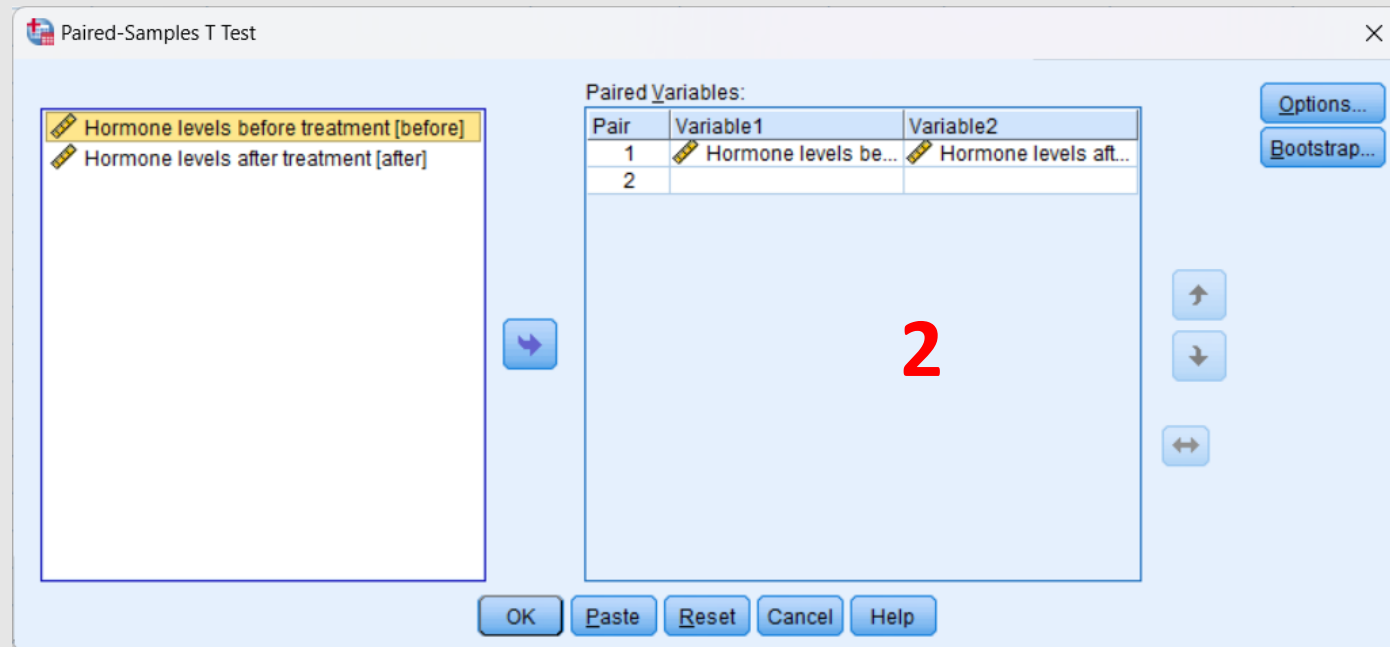 Paired-Samples T Test
Paired Variables:
Options...
Bootstrap...
Hormone levels before treatment [before]
Hormone levels after treatment [after]
Pair Variable1 Variable2
1 Hormone levels be... Hormone levels aft...
2
2
OK Paste Reset Cancel Help